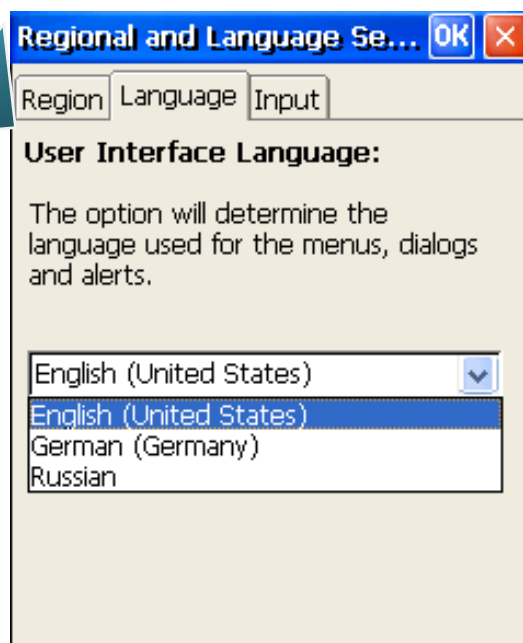 Regional and Language Se... OK
Region Language Input
User Interface Language:
The option will determine the
language used for the menus, dialogs
and alerts.
English (United States)
English (United States)
German (Germany)
Russian